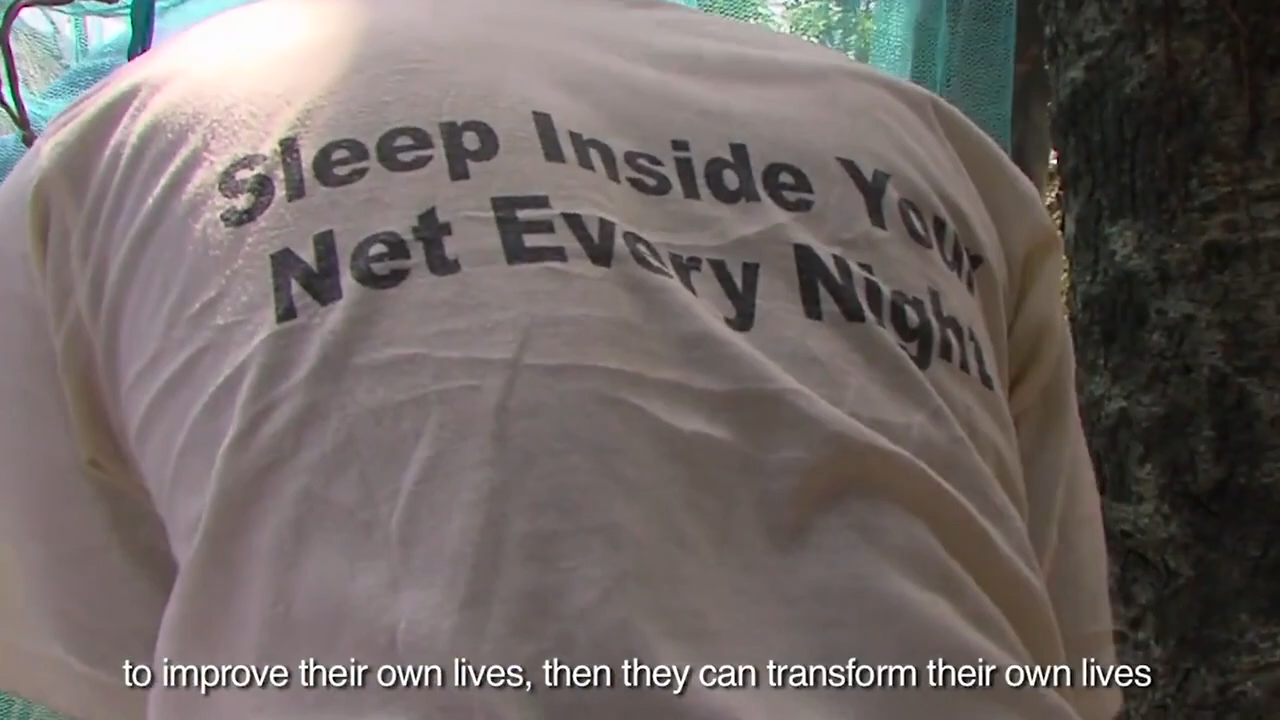 Sleep Inside Your
Net Every Night
to improve their own lives, then they can transform their own lives